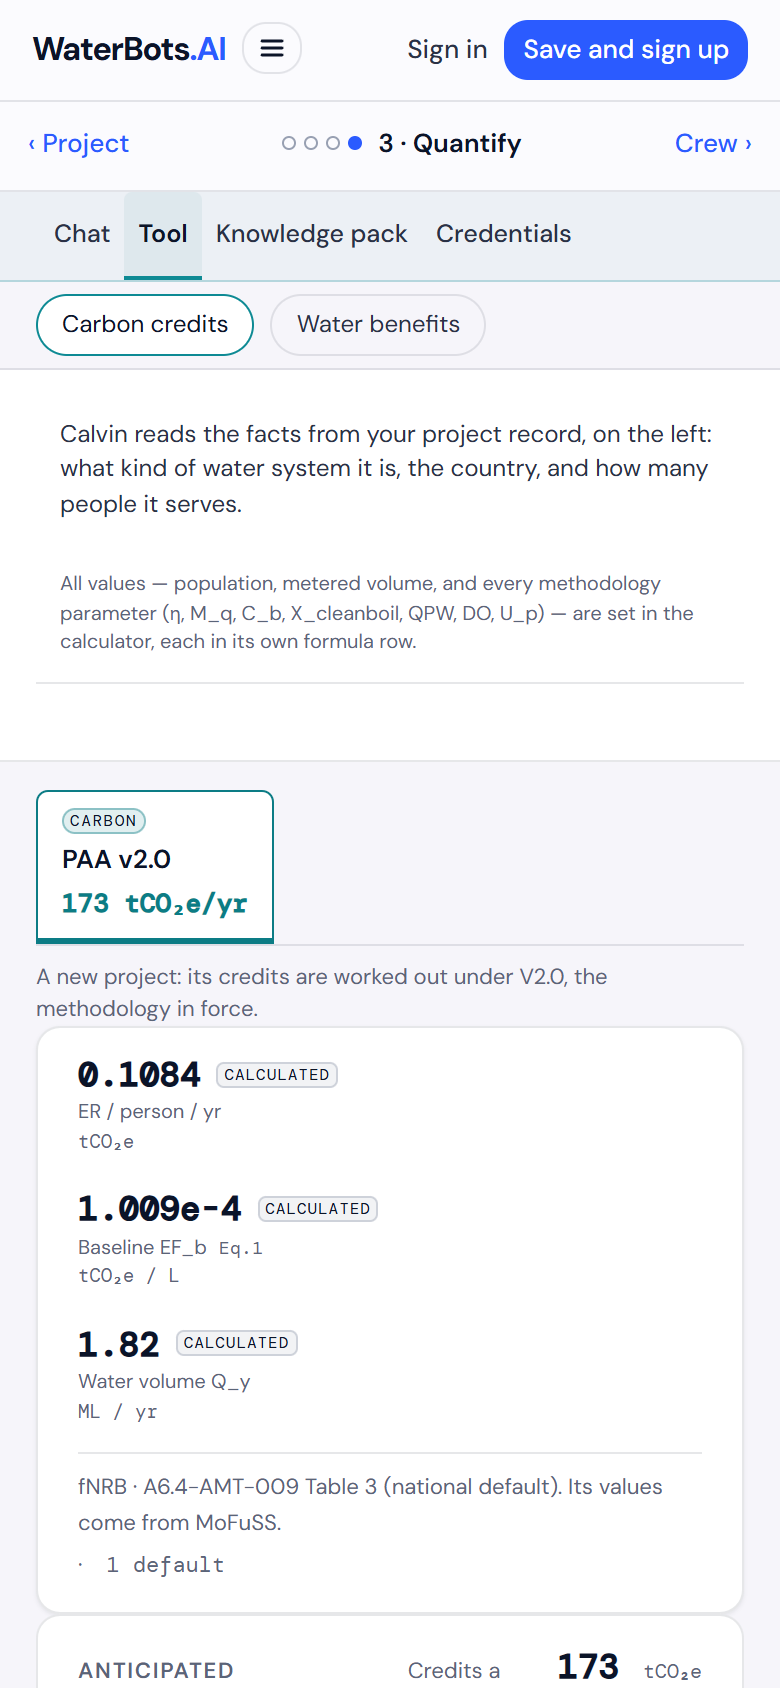 WaterBots.AI
Sign in
Save and sign up
‹ Project
3 · Quantify
Crew ›
Chat
Tool
Knowledge pack
Credentials
Carbon credits
Water benefits
Calvin reads the facts from your project record, on the left:
what kind of water system it is, the country, and how many
people it serves.
All values — population, metered volume, and every methodology
parameter (η, M_q, C_b, X_cleanboil, QPW, DO, U_p) — are set in the
calculator, each in its own formula row.
CARBON
PAA v2.0
173 tCO₂e/yr
A new project: its credits are worked out under V2.0, the
methodology in force.
0.1084 CALCULATED
ER / person / yr
tCO₂e
1.009e-4 CALCULATED
Baseline EF_b Eq.1
tCO₂e / L
1.82 CALCULATED
Water volume Q_y
ML / yr
fNRB · A6.4-AMT-009 Table 3 (national default). Its values
come from MoFuSS.
· 1 default
ANTICIPATED
Credits a
173 tCO₂e